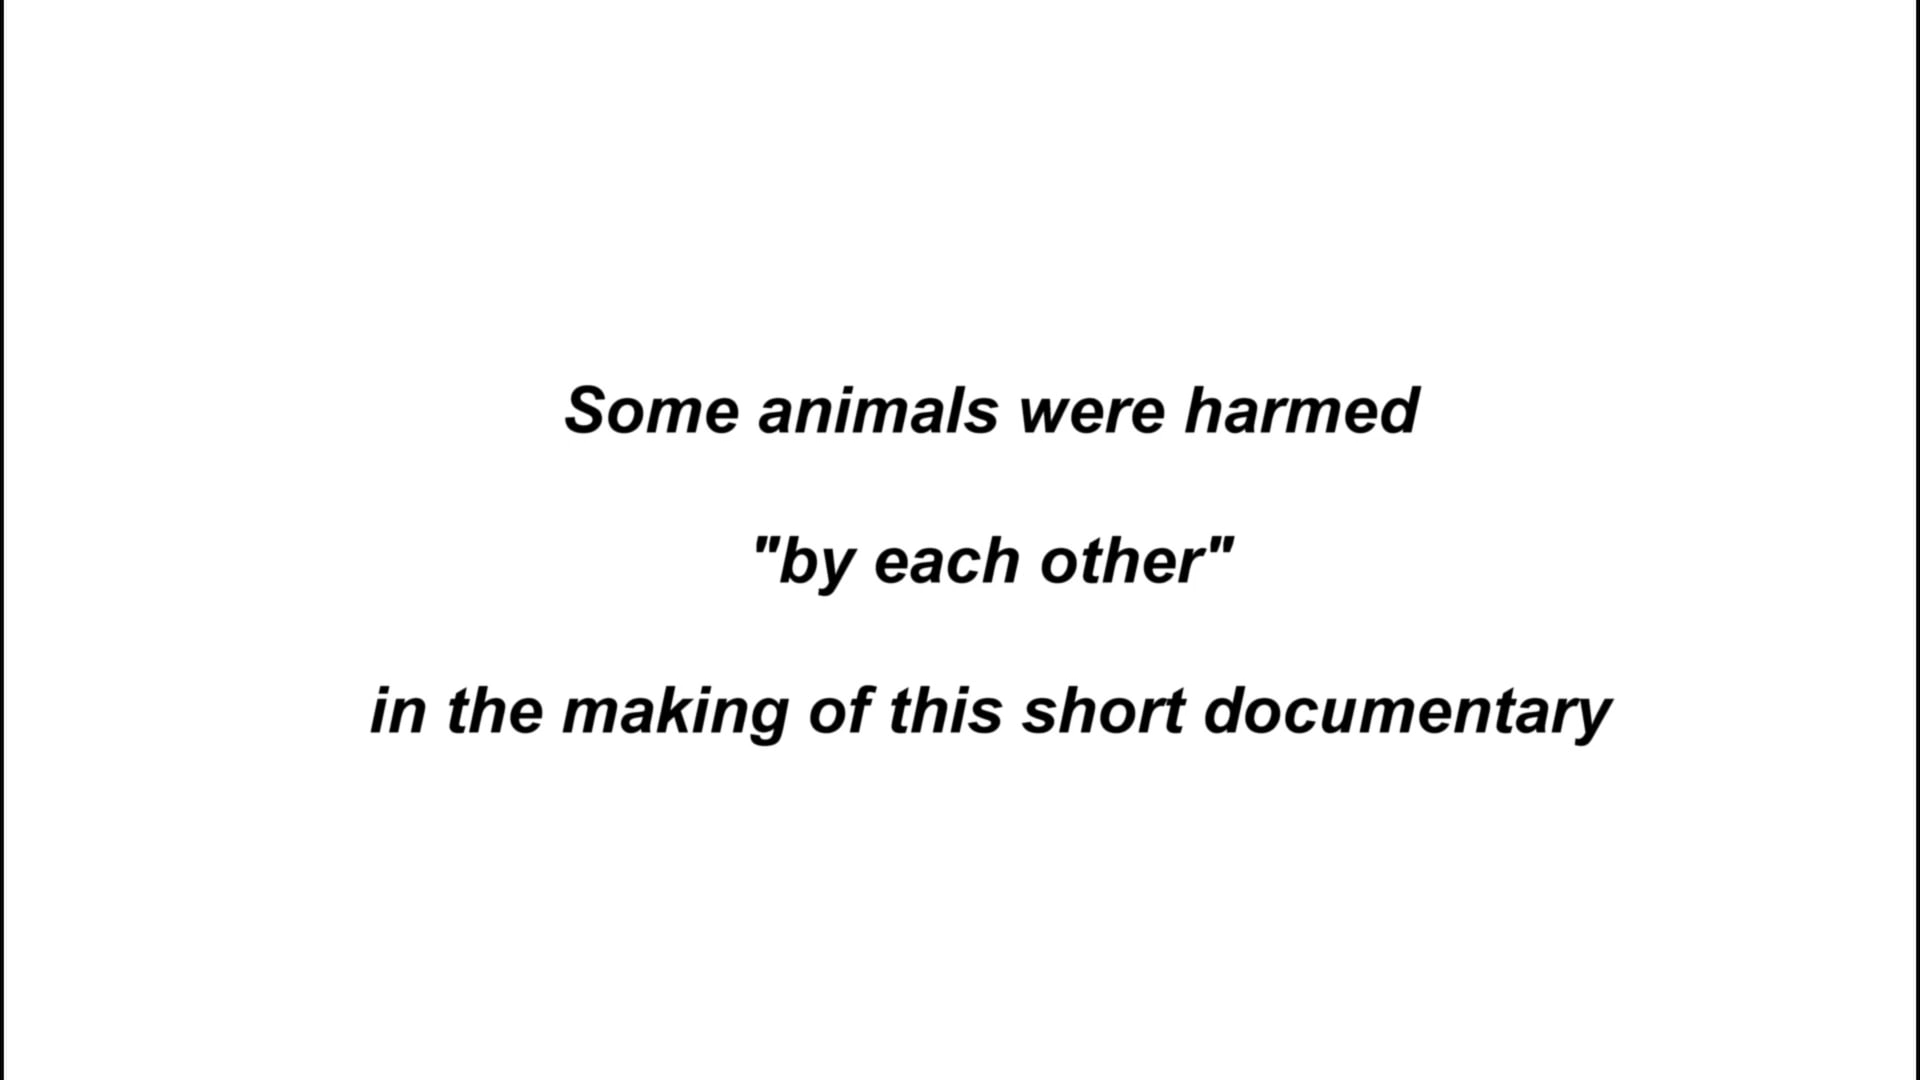 Some animals were harmed
"by each other"
in the making of this short documentary